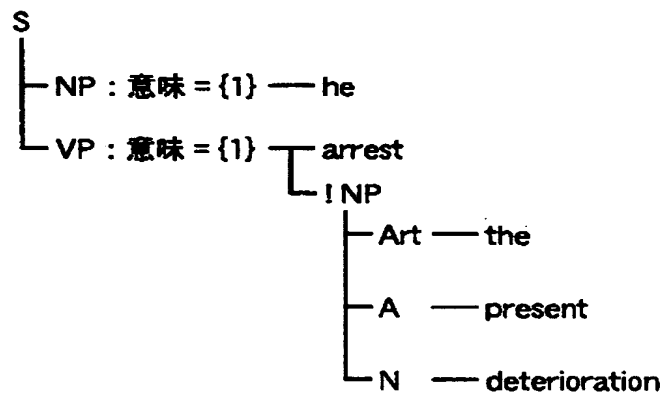 S
NP : 意味 = {1} he
VP : 意味 = {1} arrest
! NP
Art the
A present
N deterioration